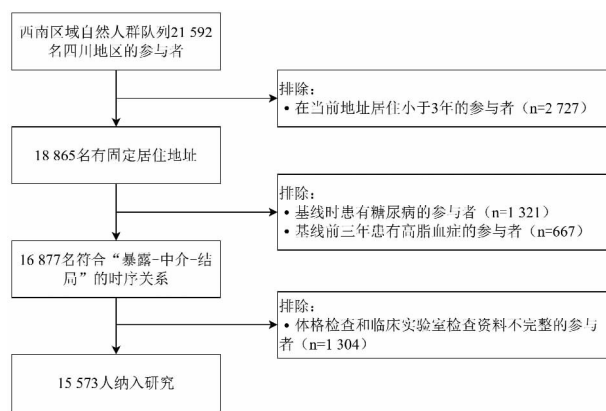 西南区域自然人群队列21 592
名四川地区的参与者
排除：
• 在当前地址居住小于3年的参与者（n=2 727）
18 865名有固定居住地址
排除：
• 基线时患有糖尿病的参与者（n=1 321）
• 基线前三年患有高脂血症的参与者（n=667）
16 877名符合“暴露-中介-结
局”的时序关系
排除：
• 体格检查和临床实验室检查资料不完整的参与
者（n=1 304）
15 573人纳入研究